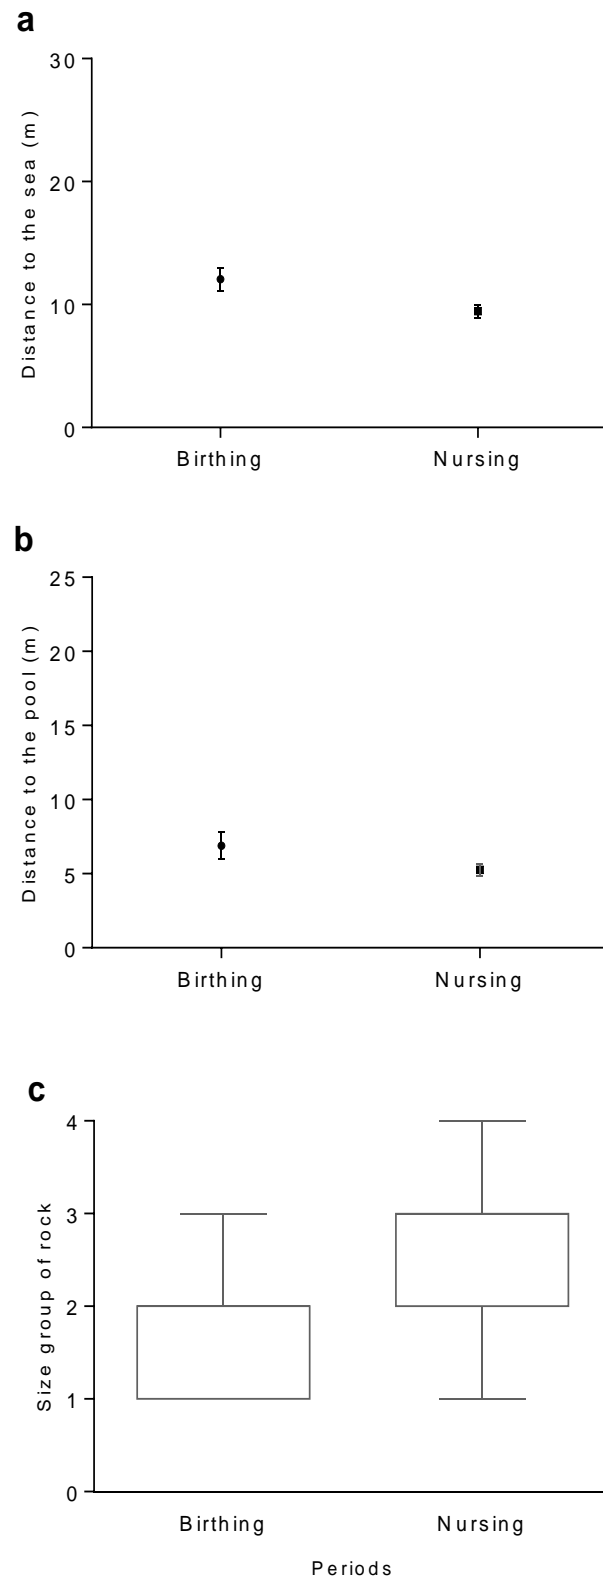 a
Distance to the sea (m)
30
20
10
0
Birthing Nursing
b
Distance to the pool (m)
25
20
15
10
5
0
Birthing Nursing
c
Size group of rock
4
3
2
1
0
Birthing Nursing
Periods